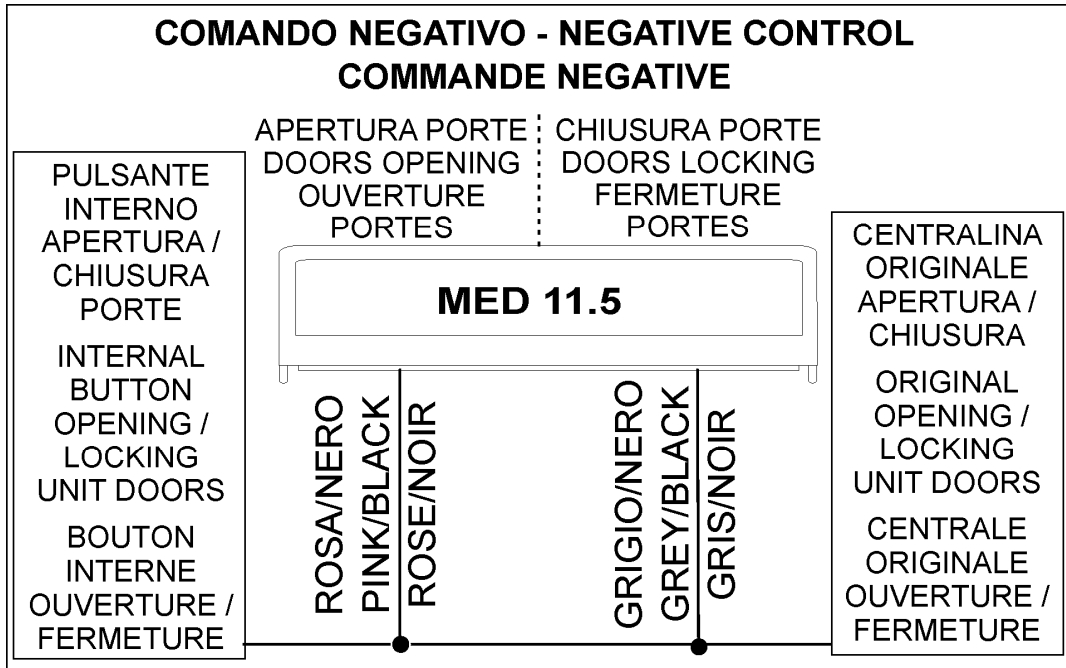 COMANDO NEGATIVO - NEGATIVE CONTROL
COMMANDE NEGATIVE
APERTURA PORTE
DOORS OPENING
OUVERTURE
PORTES
CHIUSURA PORTE
DOORS LOCKING
FERMETURE
PORTES
PULSANTE
INTERNO
APERTURA /
CHIUSURA
PORTE
INTERNAL
BUTTON
OPENING /
LOCKING
UNIT DOORS
BOUTON
INTERNE
OUVERTURE /
FERMETURE
MED 11.5
ROSA/NERO
PINK/BLACK
ROSE/NOIR
GRIGIO/NERO
GREY/BLACK
GRIS/NOIR
CENTRALINA
ORIGINALE
APERTURA /
CHIUSURA
ORIGINAL
OPENING /
LOCKING
UNIT DOORS
CENTRALE
ORIGINALE
OUVERTURE /
FERMETURE